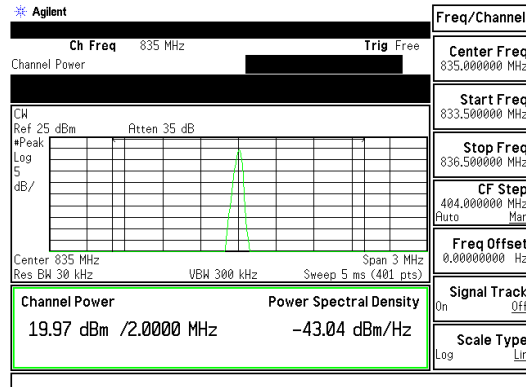 Agilent
Freq/Channel
Ch Freq 835 MHz Trig Free
Channel Power
Center Freq
835.000000 MHz
Start Freq
833.500000 MHz
Stop Freq
836.500000 MHz
CF Step
404.000000 MHz
Auto Man
Freq Offset
0.00000000 Hz
Signal Track
On Off
Scale Type
Log Lin
CW
Ref 25 dBm Atten 35 dB
#Peak
Log
5
dB/
Center 835 MHz Span 3 MHz
Res BW 30 kHz VBW 300 kHz Sweep 5 ms (401 pts)
Channel Power Power Spectral Density
19.97 dBm /2.0000 MHz -43.04 dBm/Hz